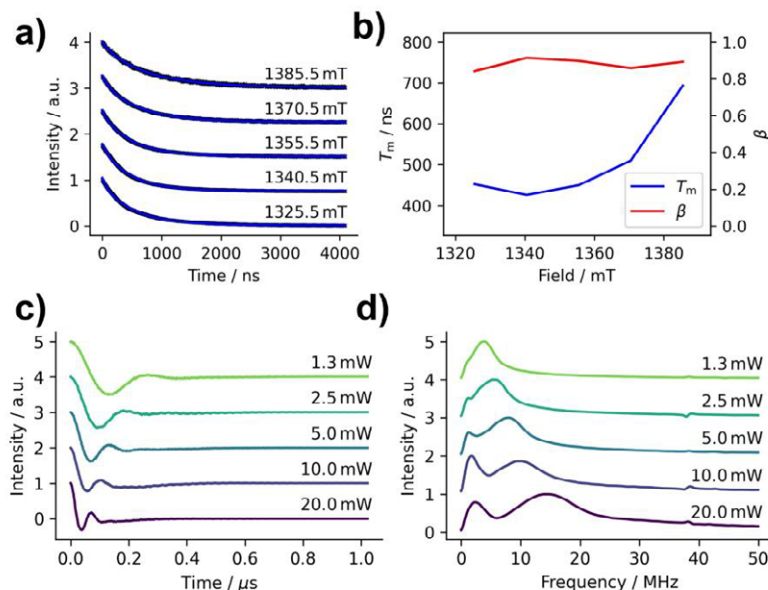 a)
Intensity / a.u.
4
3
2
1
0
1385.5 mT
1370.5 mT
1355.5 mT
1340.5 mT
1325.5 mT
0 1000 2000 3000 4000
Time / ns
b)
Tm / ns
800
700
600
500
400
1.0
0.8
0.6
0.4
0.2
0.0
β
Tm
β
1320 1340 1360 1380
Field / mT
c)
Intensity / a.u.
5
4
3
2
1
0
1.3 mW
2.5 mW
5.0 mW
10.0 mW
20.0 mW
0.0 0.2 0.4 0.6 0.8 1.0
Time / μs
d)
Intensity / a.u.
5
4
3
2
1
0
1.3 mW
2.5 mW
5.0 mW
10.0 mW
20.0 mW
0 10 20 30 40 50
Frequency / MHz